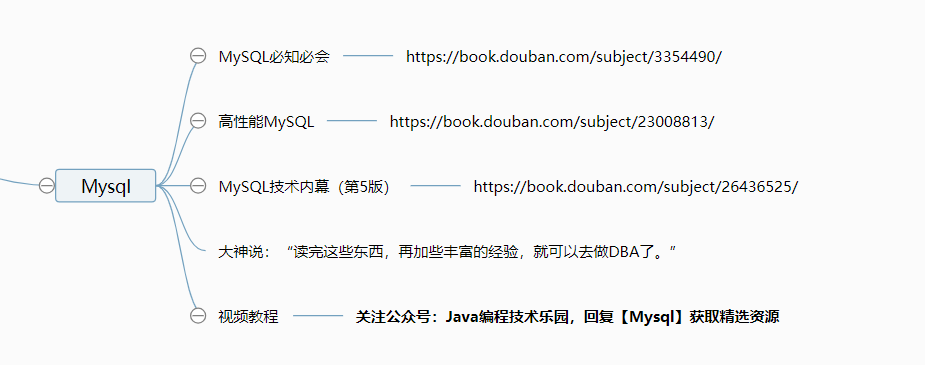 MySQL必知必会 https://book.douban.com/subject/3354490/
高性能MySQL https://book.douban.com/subject/23008813/
Mysql
MySQL技术内幕（第5版） https://book.douban.com/subject/26436525/
大神说：“读完这些东西，再加些丰富的经验，就可以去做DBA了。”
视频教程 关注公众号：Java编程技术乐园，回复【Mysql】获取精选资源